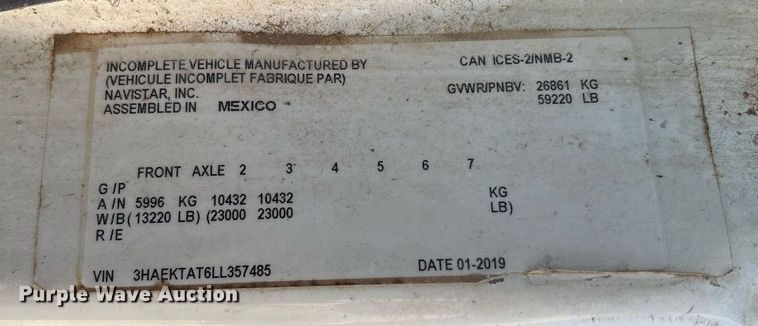 INCOMPLETE VEHICLE MANUFACTURED BY
(VEHICULE INCOMPLET FABRIQUE PAR)
NAVISTAR, INC.
ASSEMBLED IN MEXICO
CAN ICES-2/NMB-2
GVWR/PNBV: 26861 KG
59220 LB
FRONT AXLE 2 3 4 5 6 7
G /P
A /N 5996 KG 10432 10432 KG
W/B( 13220 LB) (23000 23000 LB)
R /E
VIN 3HAEKTAT6LL357485
DATE 01-2019
Purple Wave Auction